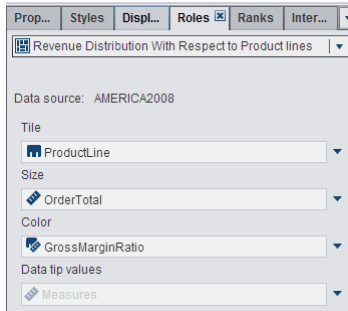 Prop... Styles Displ... Roles Ranks Inter...
Revenue Distribution With Respect to Product lines
Data source: AMERICA2008
Tile
ProductLine
Size
OrderTotal
Color
GrossMarginRatio
Data tip values
Measures